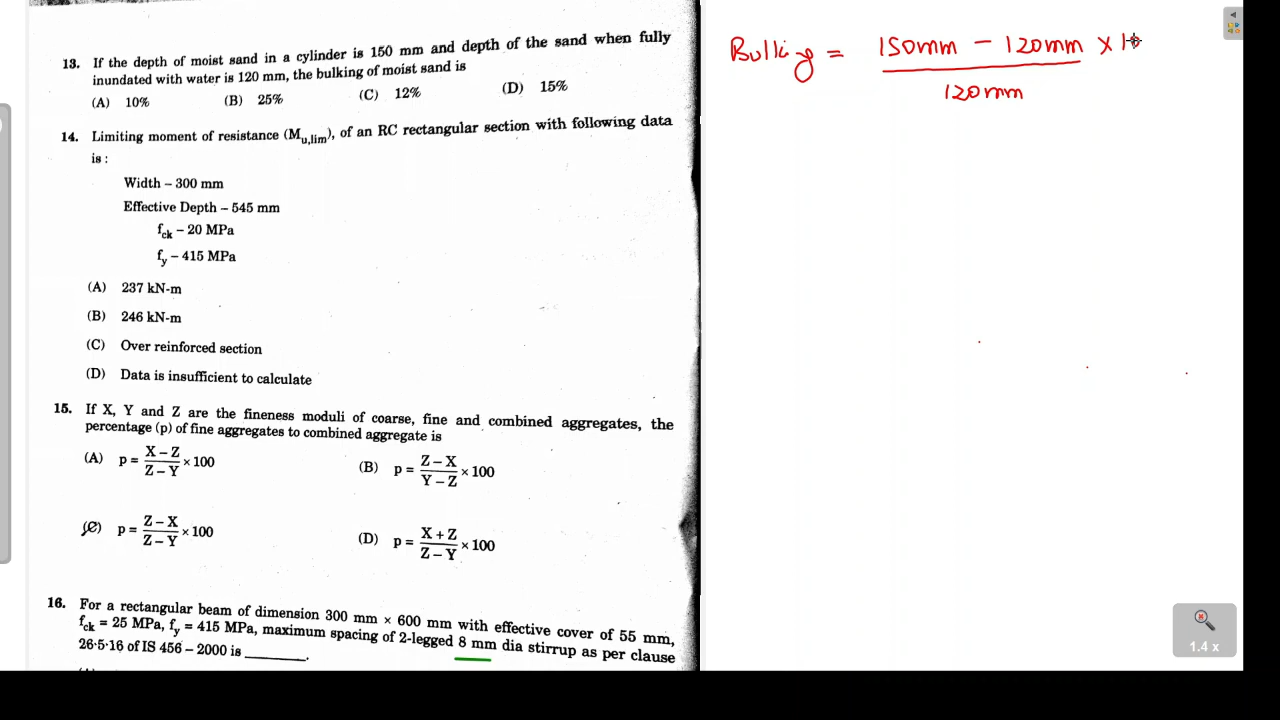 13. If the depth of moist sand in a cylinder is 150 mm and depth of the sand when fully
inundated with water is 120 mm, the bulking of moist sand is
(A) 10% (B) 25% (C) 12% (D) 15%
14. Limiting moment of resistance (Mu,lim), of an RC rectangular section with following data
is :
Width – 300 mm
Effective Depth – 545 mm
fck – 20 MPa
fy – 415 MPa
(A) 237 kN-m
(B) 246 kN-m
(C) Over reinforced section
(D) Data is insufficient to calculate
15. If X, Y and Z are the fineness moduli of coarse, fine and combined aggregates, the
percentage (p) of fine aggregates to combined aggregate is
(A) p = X – Z / Z – Y × 100 (B) p = Z – X / Y – Z × 100
(C) p = Z – X / Z – Y × 100 (D) p = X + Z / Z – Y × 100
16. For a rectangular beam of dimension 300 mm × 600 mm with effective cover of 55 mm,
fck = 25 MPa, fy = 415 MPa, maximum spacing of 2-legged 8 mm dia stirrup as per clause
26·5·16 of IS 456 – 2000 is ________.
Bulking = 150mm – 120mm / 120mm × 1
1.4 x